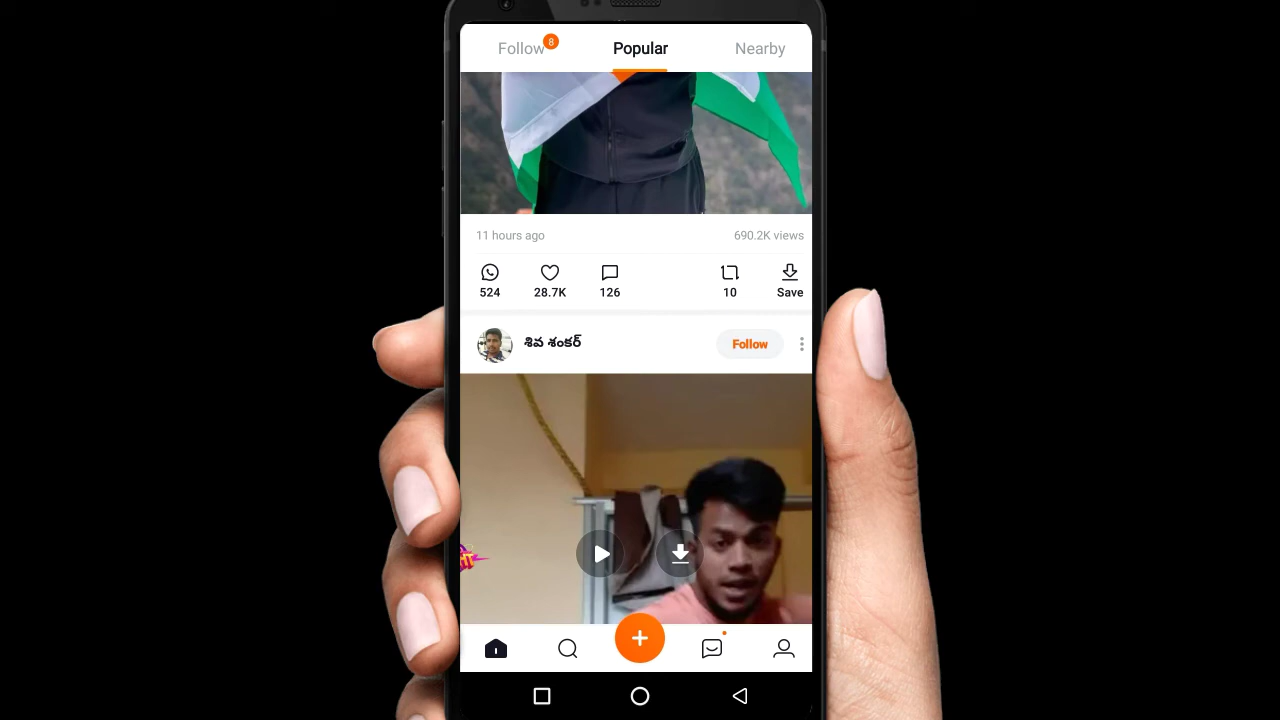 Follow 8 Popular Nearby
11 hours ago 690.2K views
524 28.7K 126 10 Save
శివ శంకర్ Follow